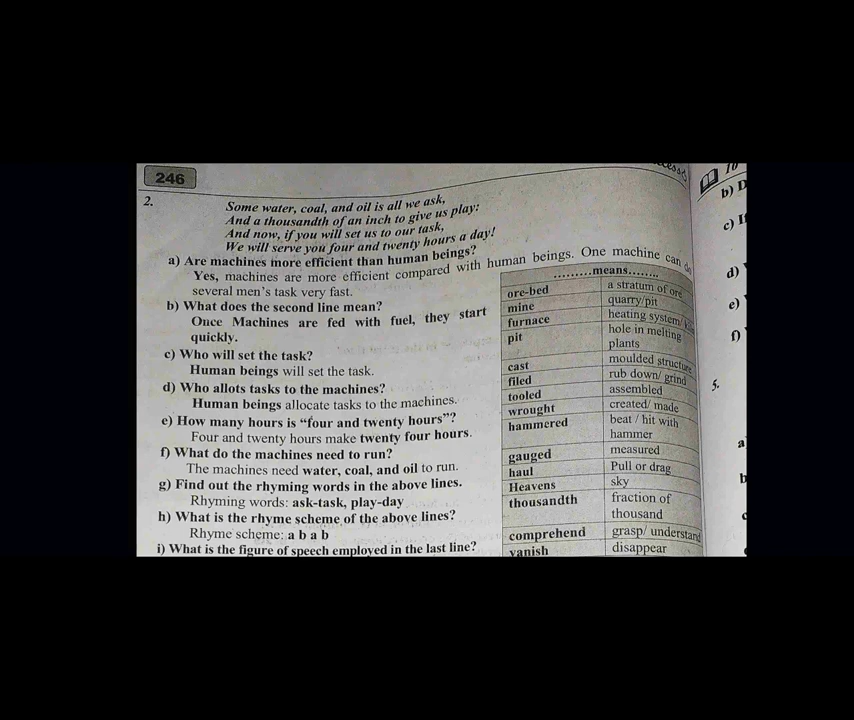 246
10
b) D
2.
Some water, coal, and oil is all we ask,
And a thousandth of an inch to give us play:
And now, if you will set us to our task,
We will serve you four and twenty hours a day!
a) Are machines more efficient than human beings?
Yes, machines are more efficient compared with human beings. One machine can do
several men's task very fast.
b) What does the second line mean?
Once Machines are fed with fuel, they start
quickly.
c) Who will set the task?
Human beings will set the task.
d) Who allots tasks to the machines?
Human beings allocate tasks to the machines.
e) How many hours is "four and twenty hours"?
Four and twenty hours make twenty four hours.
f) What do the machines need to run?
The machines need water, coal, and oil to run.
g) Find out the rhyming words in the above lines.
Rhyming words: ask-task, play-day
h) What is the rhyme scheme of the above lines?
Rhyme scheme: a b a b
i) What is the figure of speech employed in the last line?
.........means........
ore-bed a stratum of ore
mine quarry/pit
furnace heating system/
pit hole in melting
plants
cast moulded structure
filed rub down/ grind
tooled assembled
wrought created/ made
hammered beat / hit with
hammer
gauged measured
haul Pull or drag
Heavens sky
thousandth fraction of
thousand
comprehend grasp/ understand
vanish disappear
c) I
d)
e)
f)
5.
a
b